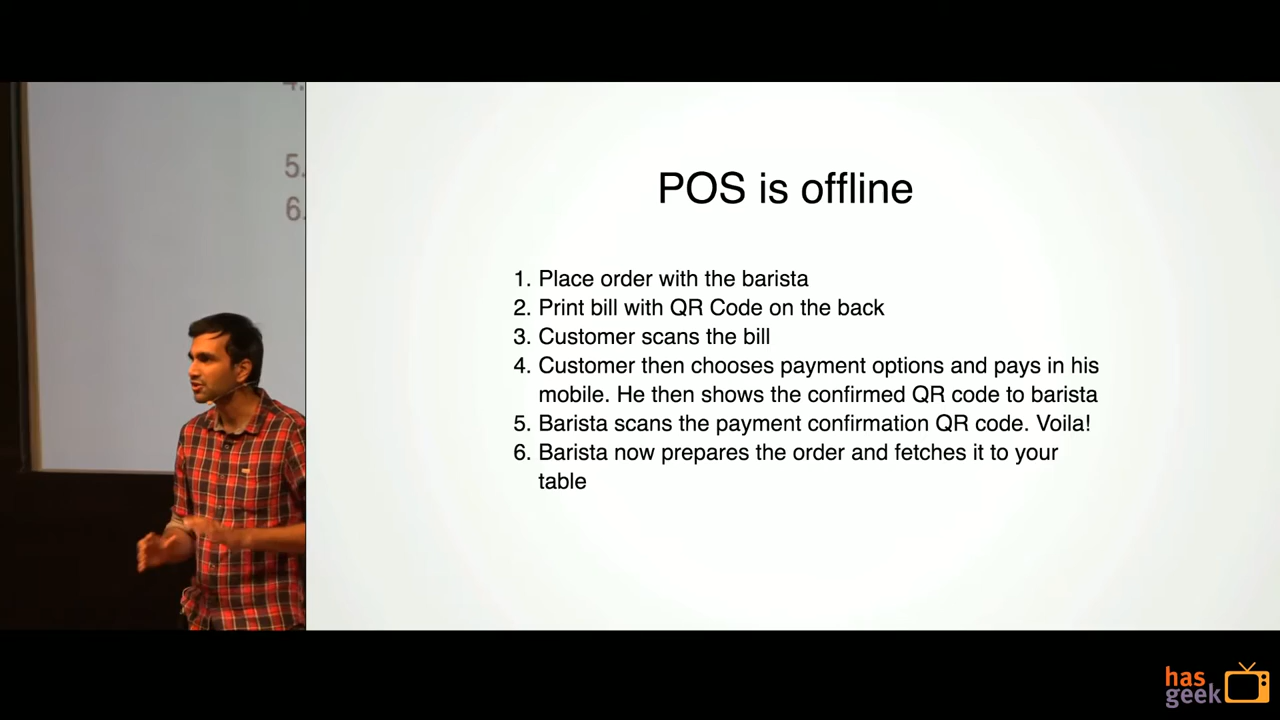 4.
5.
6.
POS is offline
1. Place order with the barista
2. Print bill with QR Code on the back
3. Customer scans the bill
4. Customer then chooses payment options and pays in his
mobile. He then shows the confirmed QR code to barista
5. Barista scans the payment confirmation QR code. Voila!
6. Barista now prepares the order and fetches it to your
table
has
geek